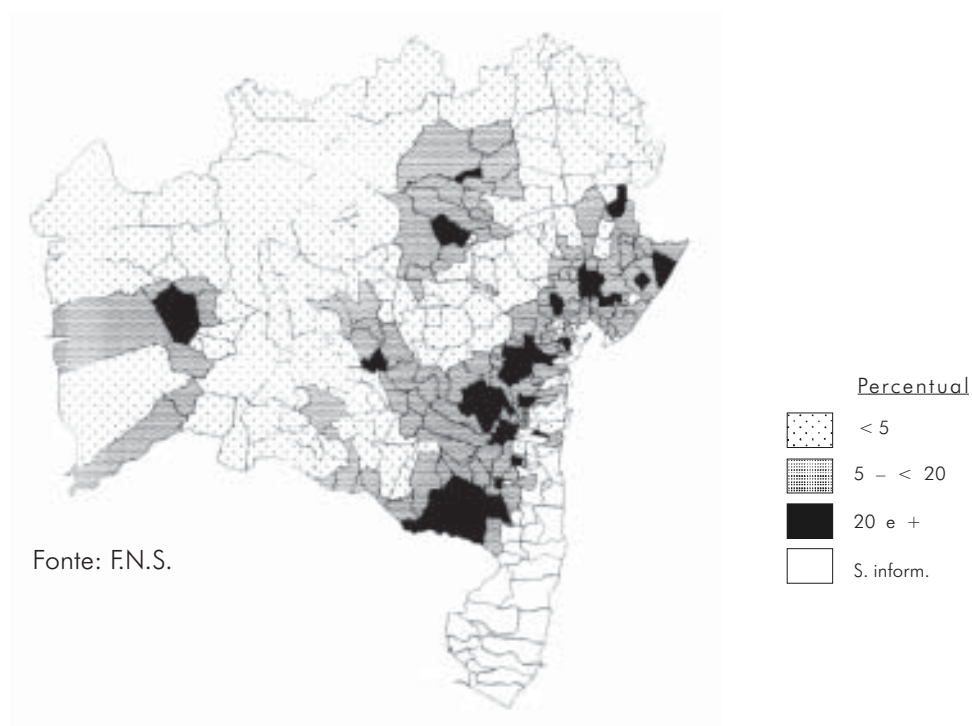 Percentual
< 5
5 – < 20
20 e +
S. inform.
Fonte: F.N.S.